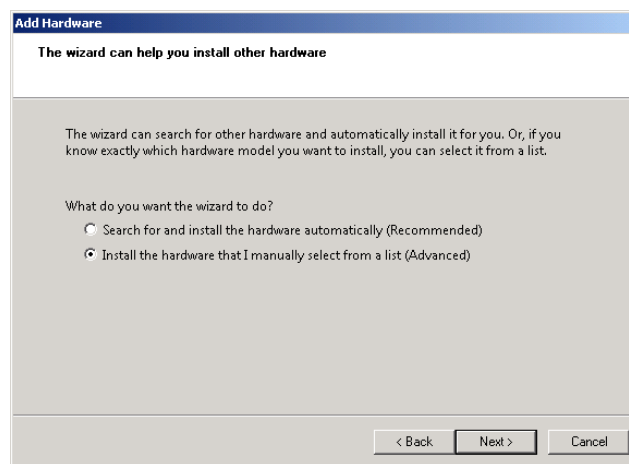 Add Hardware
The wizard can help you install other hardware
The wizard can search for other hardware and automatically install it for you. Or, if you
know exactly which hardware model you want to install, you can select it from a list.
What do you want the wizard to do?
Search for and install the hardware automatically (Recommended)
Install the hardware that I manually select from a list (Advanced)
< Back Next > Cancel